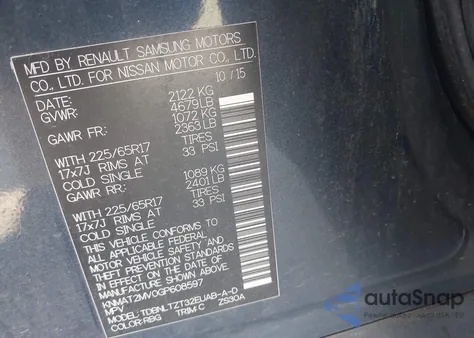 MFD BY RENAULT SAMSUNG MOTORS
CO., LTD. FOR NISSAN MOTOR CO., LTD.
DATE: 10 / 15
GVWR: 2122 KG
4679 LB
GAWR FR: 1072 KG
2363 LB
WITH 225/65R17 TIRES
17x7J RIMS AT 33 PSI
COLD SINGLE
GAWR RR: 1089 KG
2401 LB
WITH 225/65R17 TIRES
17x7J RIMS AT 33 PSI
COLD SINGLE
THIS VEHICLE CONFORMS TO
ALL APPLICABLE FEDERAL
MOTOR VEHICLE SAFETY AND
THEFT PREVENTION STANDARDS
IN EFFECT ON THE DATE OF
MANUFACTURE SHOWN ABOVE.
KNMAT2MV0GP608597
MPV
MODEL: TDBNLTZT32EUAB-A-D
COLOR: RBG TRIM: C ZS30A
autoSnap